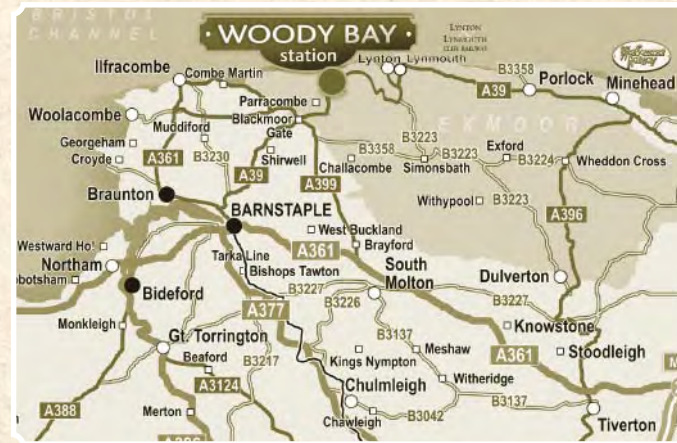 BRISTOL
CHANNEL
· WOODY BAY ·
station
LYNTON
LYNMOUTH
CLIFF RAILWAY
Ilfracombe
Combe Martin
Lynton
Lynmouth
B3358
Porlock
Minehead
A39
Woolacombe
Parracombe
Blackmoor
Gate
Muddiford
EXMOOR
Georgeham
Croyde
A361
B3230
Shirwell
A39
A399
B3358
Challacombe
B3223
Simonsbath
B3223
Exford
B3224
Wheddon Cross
Braunton
BARNSTAPLE
Withypool
B3223
A396
West Buckland
Brayford
Westward Ho!
Northam
bbotsham
Tarka Line
Bishops Tawton
A361
South
Molton
Dulverton
Bideford
A377
B3227
B3226
B3227
Knowstone
Monkleigh
Gt. Torrington
B3217
B3137
Meshaw
A361
Stoodleigh
Beaford
Kings Nympton
A3124
Witheridge
Chulmleigh
B3137
A388
Merton
B3042
Chawleigh
Tiverton
A386
M